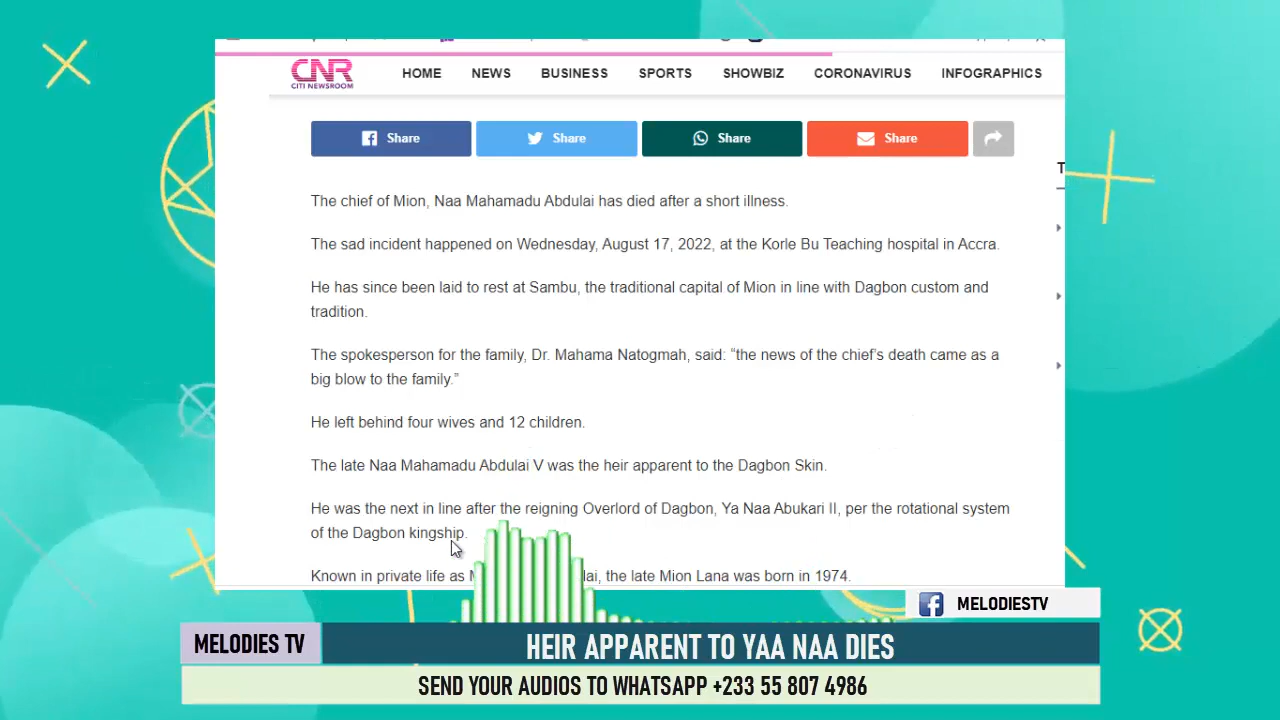 CNR
CITI NEWSROOM
HOME NEWS BUSINESS SPORTS SHOWBIZ CORONAVIRUS INFOGRAPHICS
Share Share Share Share
The chief of Mion, Naa Mahamadu Abdulai has died after a short illness.
The sad incident happened on Wednesday, August 17, 2022, at the Korle Bu Teaching hospital in Accra.
He has since been laid to rest at Sambu, the traditional capital of Mion in line with Dagbon custom and
tradition.
The spokesperson for the family, Dr. Mahama Natogmah, said: “the news of the chief’s death came as a
big blow to the family.”
He left behind four wives and 12 children.
The late Naa Mahamadu Abdulai V was the heir apparent to the Dagbon Skin.
He was the next in line after the reigning Overlord of Dagbon, Ya Naa Abukari II, per the rotational system
of the Dagbon kingship.
Known in private life as the late Mion Lana was born in 1974.
MELODIESTV
MELODIES TV
HEIR APPARENT TO YAA NAA DIES
SEND YOUR AUDIOS TO WHATSAPP +233 55 807 4986